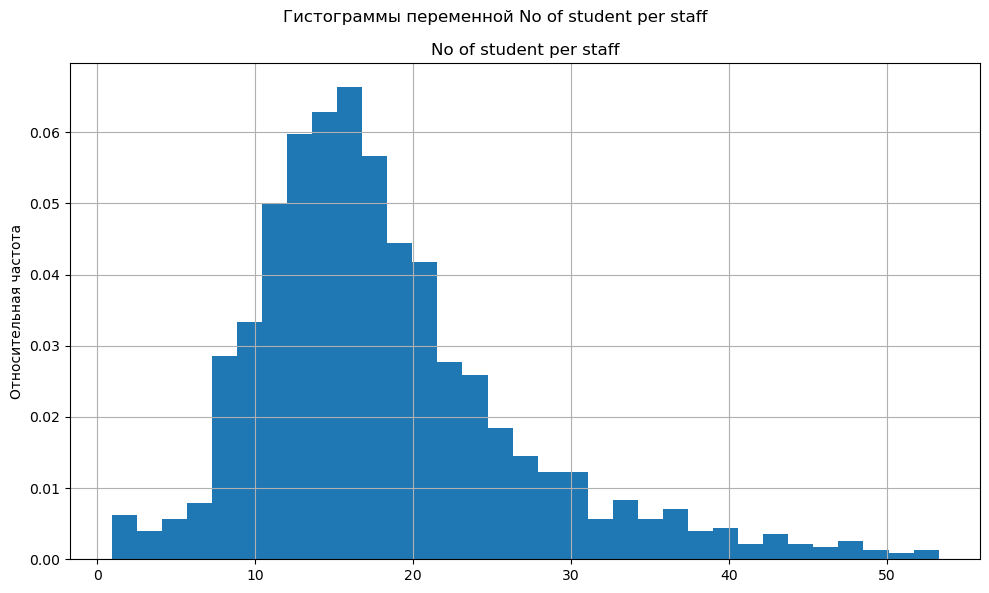 Гистограммы переменной No of student per staff
No of student per staff
Относительная частота
0.06
0.05
0.04
0.03
0.02
0.01
0.00
0 10 20 30 40 50